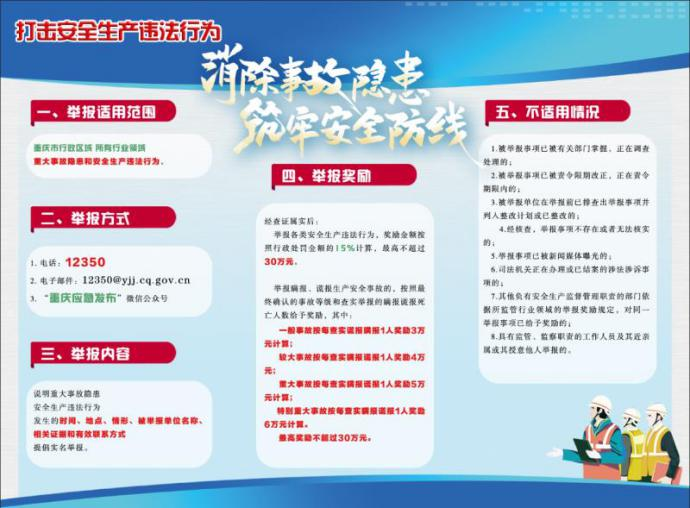 打击安全生产违法行为
消除事故隐患
筑牢安全防线
一、举报适用范围
重庆市行政区域 所有行业领域
重大事故隐患和安全生产违法行为.
二、举报方式
1. 电话：12350
2. 电子邮件：12350@yjj.cq.gov.cn
3. “重庆应急发布”微信公众号
三、举报内容
说明重大事故隐患
安全生产违法行为
发生的时间、地点、情形、被举报单位名称、
相关证据和有效联系方式
提倡实名举报。
四、举报奖励
经查证属实后：
举报各类安全生产违法行为，奖励金额按
照行政处罚金额的15%计算，最高不超过
30万元.
举报瞒报、谎报生产安全事故的，按照最
终确认的事故等级和查实举报的瞒报谎报死
亡人数给予奖励，其中：
一般事故按每查实谎报瞒报1人奖励3万
元计算；
较大事故按每查实瞒报谎报1人奖励4万
元；
重大事故按每查实瞒报谎报1人奖励5万
元计算；
特别重大事故按每查实瞒报谎报1人奖励
6万元计算。
最高奖励不超过30万元。
五、不适用情况
1.被举报事项已被有关部门掌握，正在调查
处理的；
2.被举报事项已被责令限期改正，正在责令
期限内的；
3.被举报单位在举报前已排查出举报事项并
列入整改计划或已整改的；
4.经核查，举报事项不存在或者无法核实
的；
5.举报事项已被新闻媒体曝光的；
6.司法机关正在办理或已结案的涉法涉诉事
项的；
7.其他负有安全生产监督管理职责的部门依
据所监管行业领域的举报奖励规定，对同一
举报事项已给予奖励的；
8.具有监管、监察职责的工作人员及其近亲
属或其授意他人举报的。